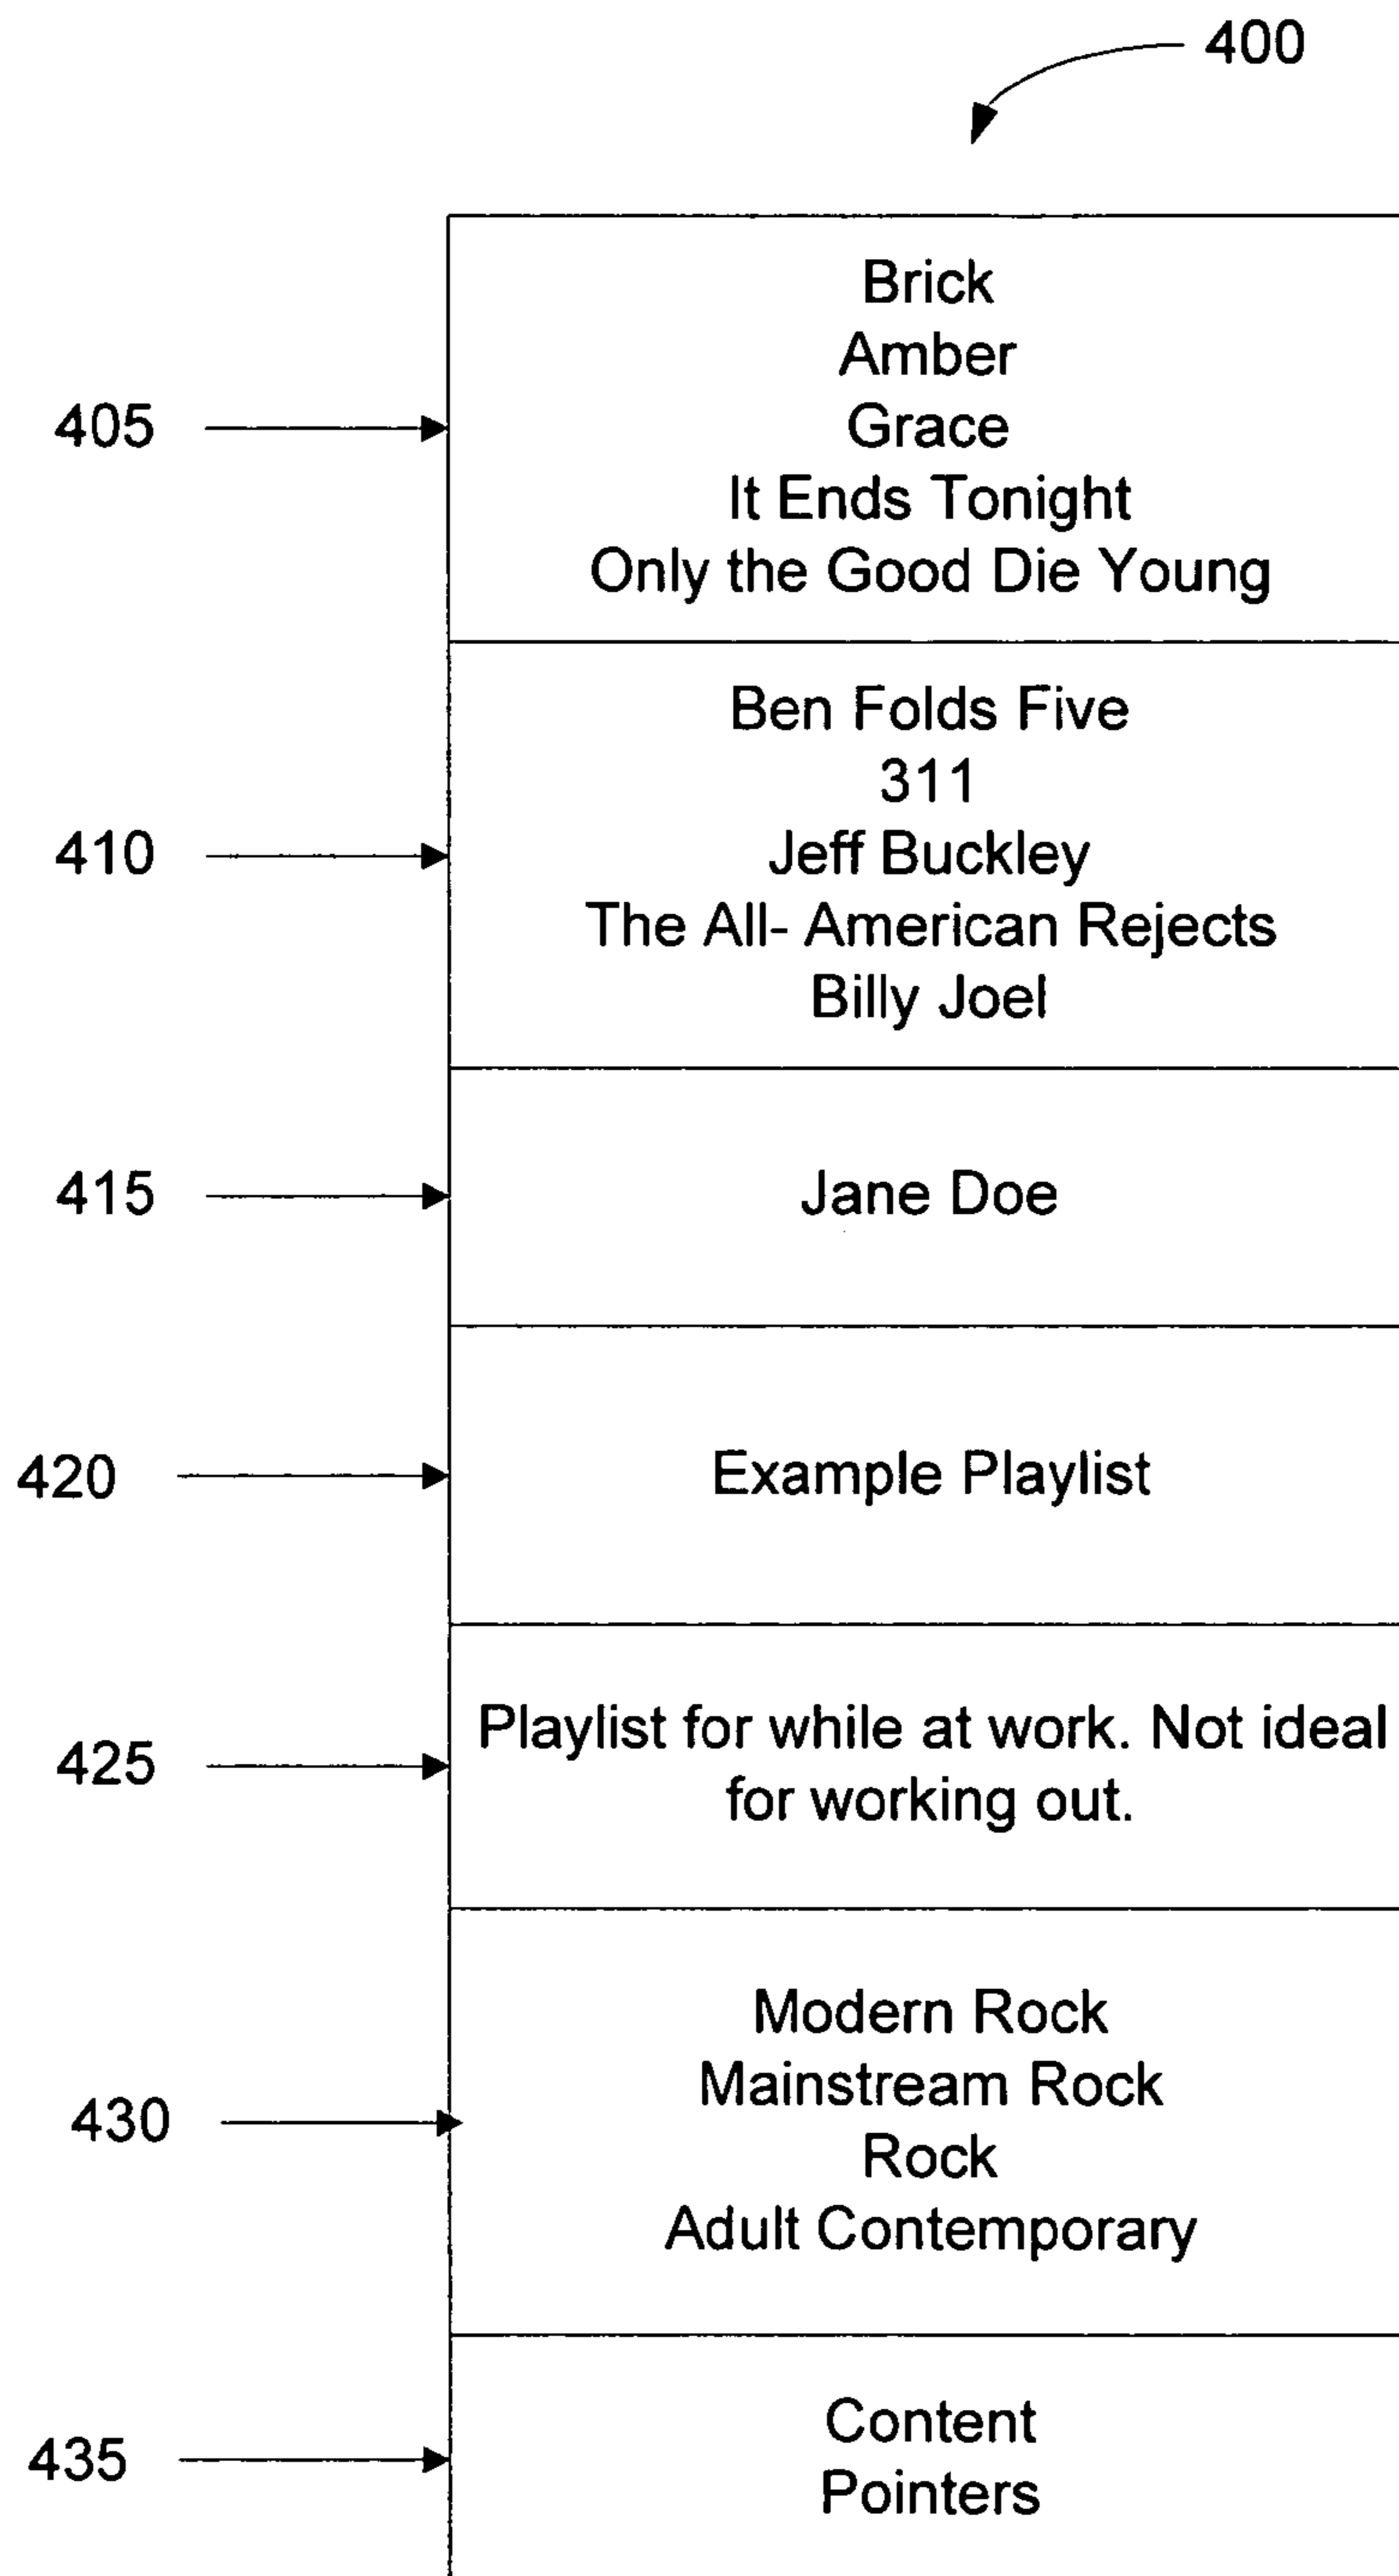 400
Brick
Amber
405
Grace
It Ends Tonight
Only the Good Die Young
Ben Folds Five
311
410
Jeff Buckley
The All- American Rejects
Billy Joel
415
Jane Doe
420
Example Playlist
425
Playlist for while at work. Not ideal
for working out.
430
Modern Rock
Mainstream Rock
Rock
Adult Contemporary
435
Content
Pointers